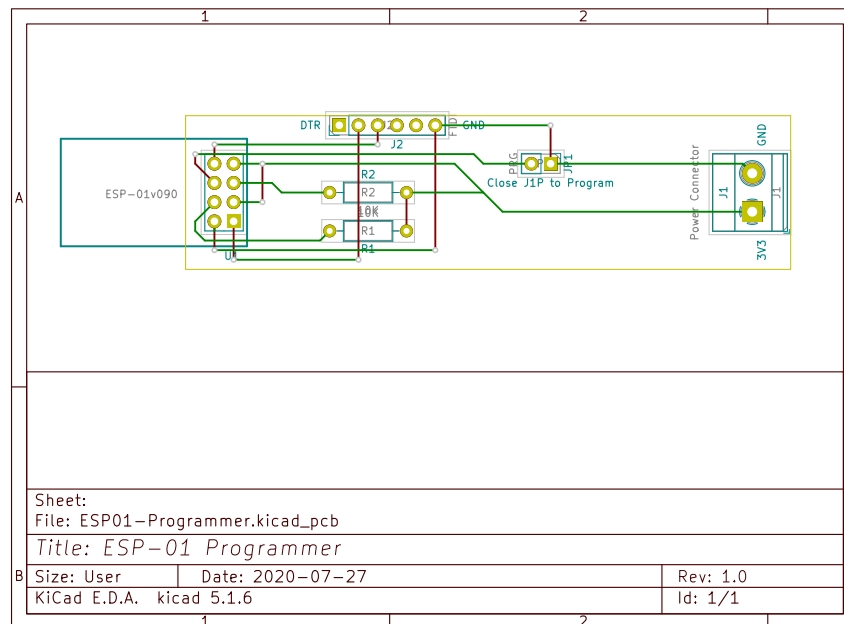 1 2
DTR GND
FTDI
J2
GND
A
ESP-01v090
R2
R2
PRG
JP1
Close J1P to Program
Power Connector
J1
J1
10K
10K
R1
R1
3V3
Sheet:
File: ESP01-Programmer.kicad_pcb
Title: ESP-01 Programmer
B
Size: User Date: 2020-07-27 Rev: 1.0
KiCad E.D.A. kicad 5.1.6 Id: 1/1
1 2